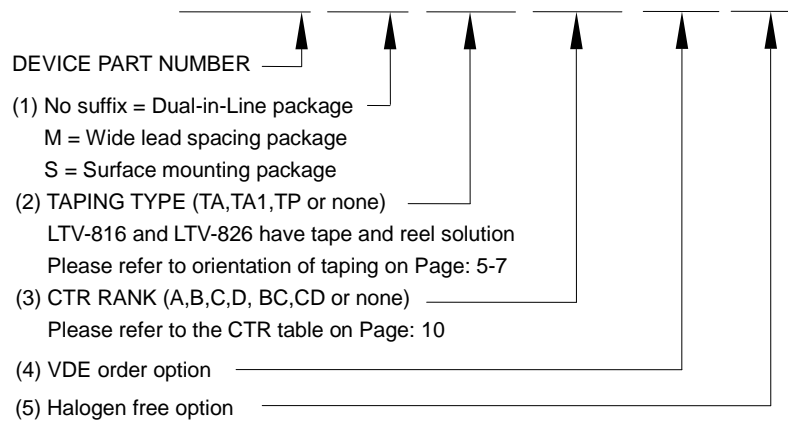 DEVICE PART NUMBER
(1) No suffix = Dual-in-Line package
M = Wide lead spacing package
S = Surface mounting package
(2) TAPING TYPE (TA,TA1,TP or none)
LTV-816 and LTV-826 have tape and reel solution
Please refer to orientation of taping on Page: 5-7
(3) CTR RANK (A,B,C,D, BC,CD or none)
Please refer to the CTR table on Page: 10
(4) VDE order option
(5) Halogen free option